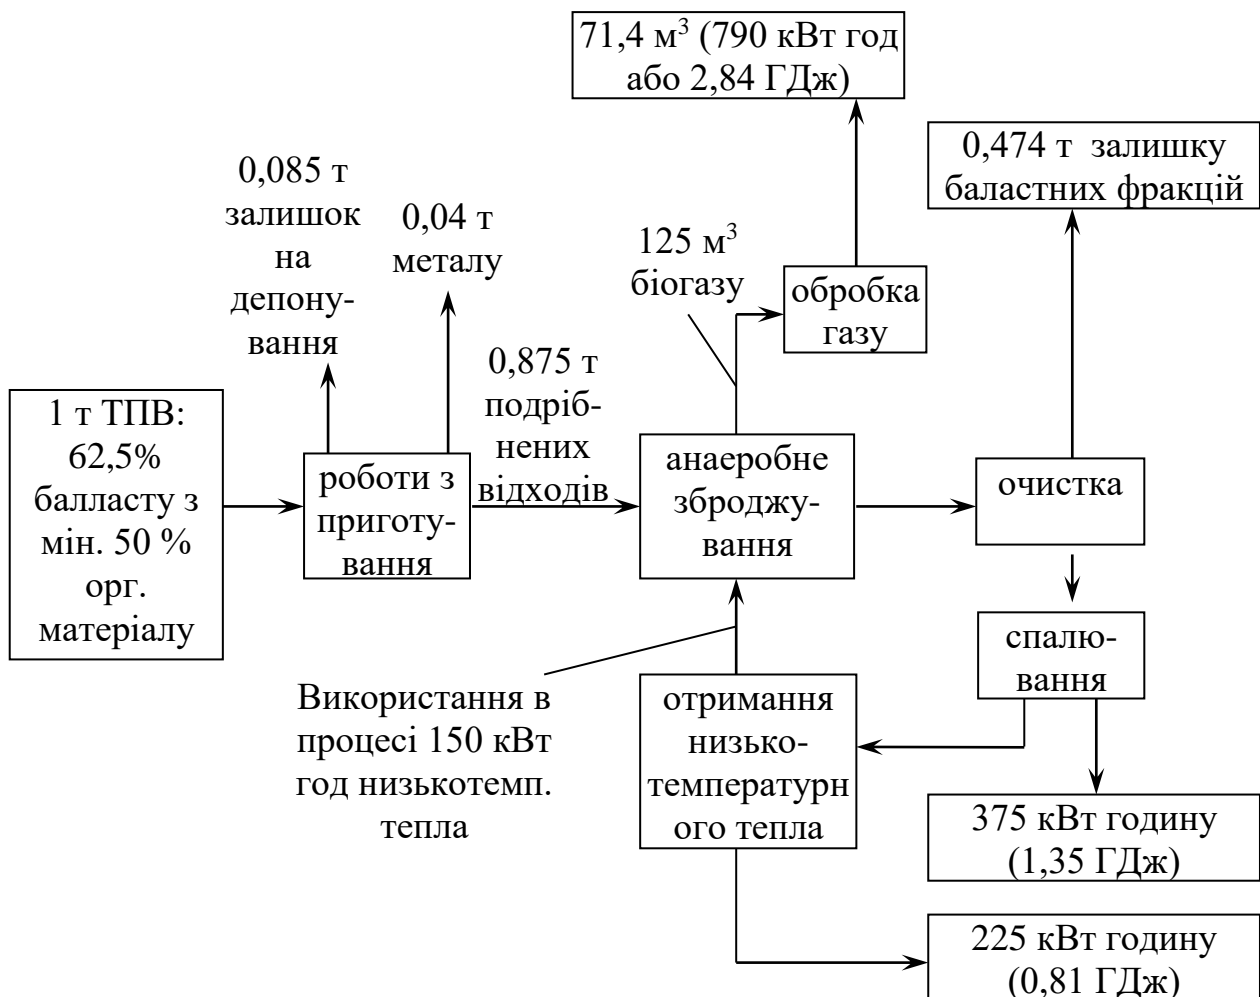 71,4 м³ (790 кВт год
або 2,84 ГДж)
0,474 т залишку
баластних фракцій
0,085 т
залишок
на
депону-
вання
0,04 т
металу
125 м³
біогазу
обробка
газу
0,875 т
подріб-
нених
відходів
1 т ТПВ:
62,5%
балласту з
мін. 50 %
орг.
матеріалу
роботи з
приготу-
вання
анаеробне
зброджу-
вання
очистка
спалю-
вання
Використання в
процесі 150 кВт
год низькотемп.
тепла
отримання
низько-
температурн
ого тепла
375 кВт годину
(1,35 ГДж)
225 кВт годину
(0,81 ГДж)